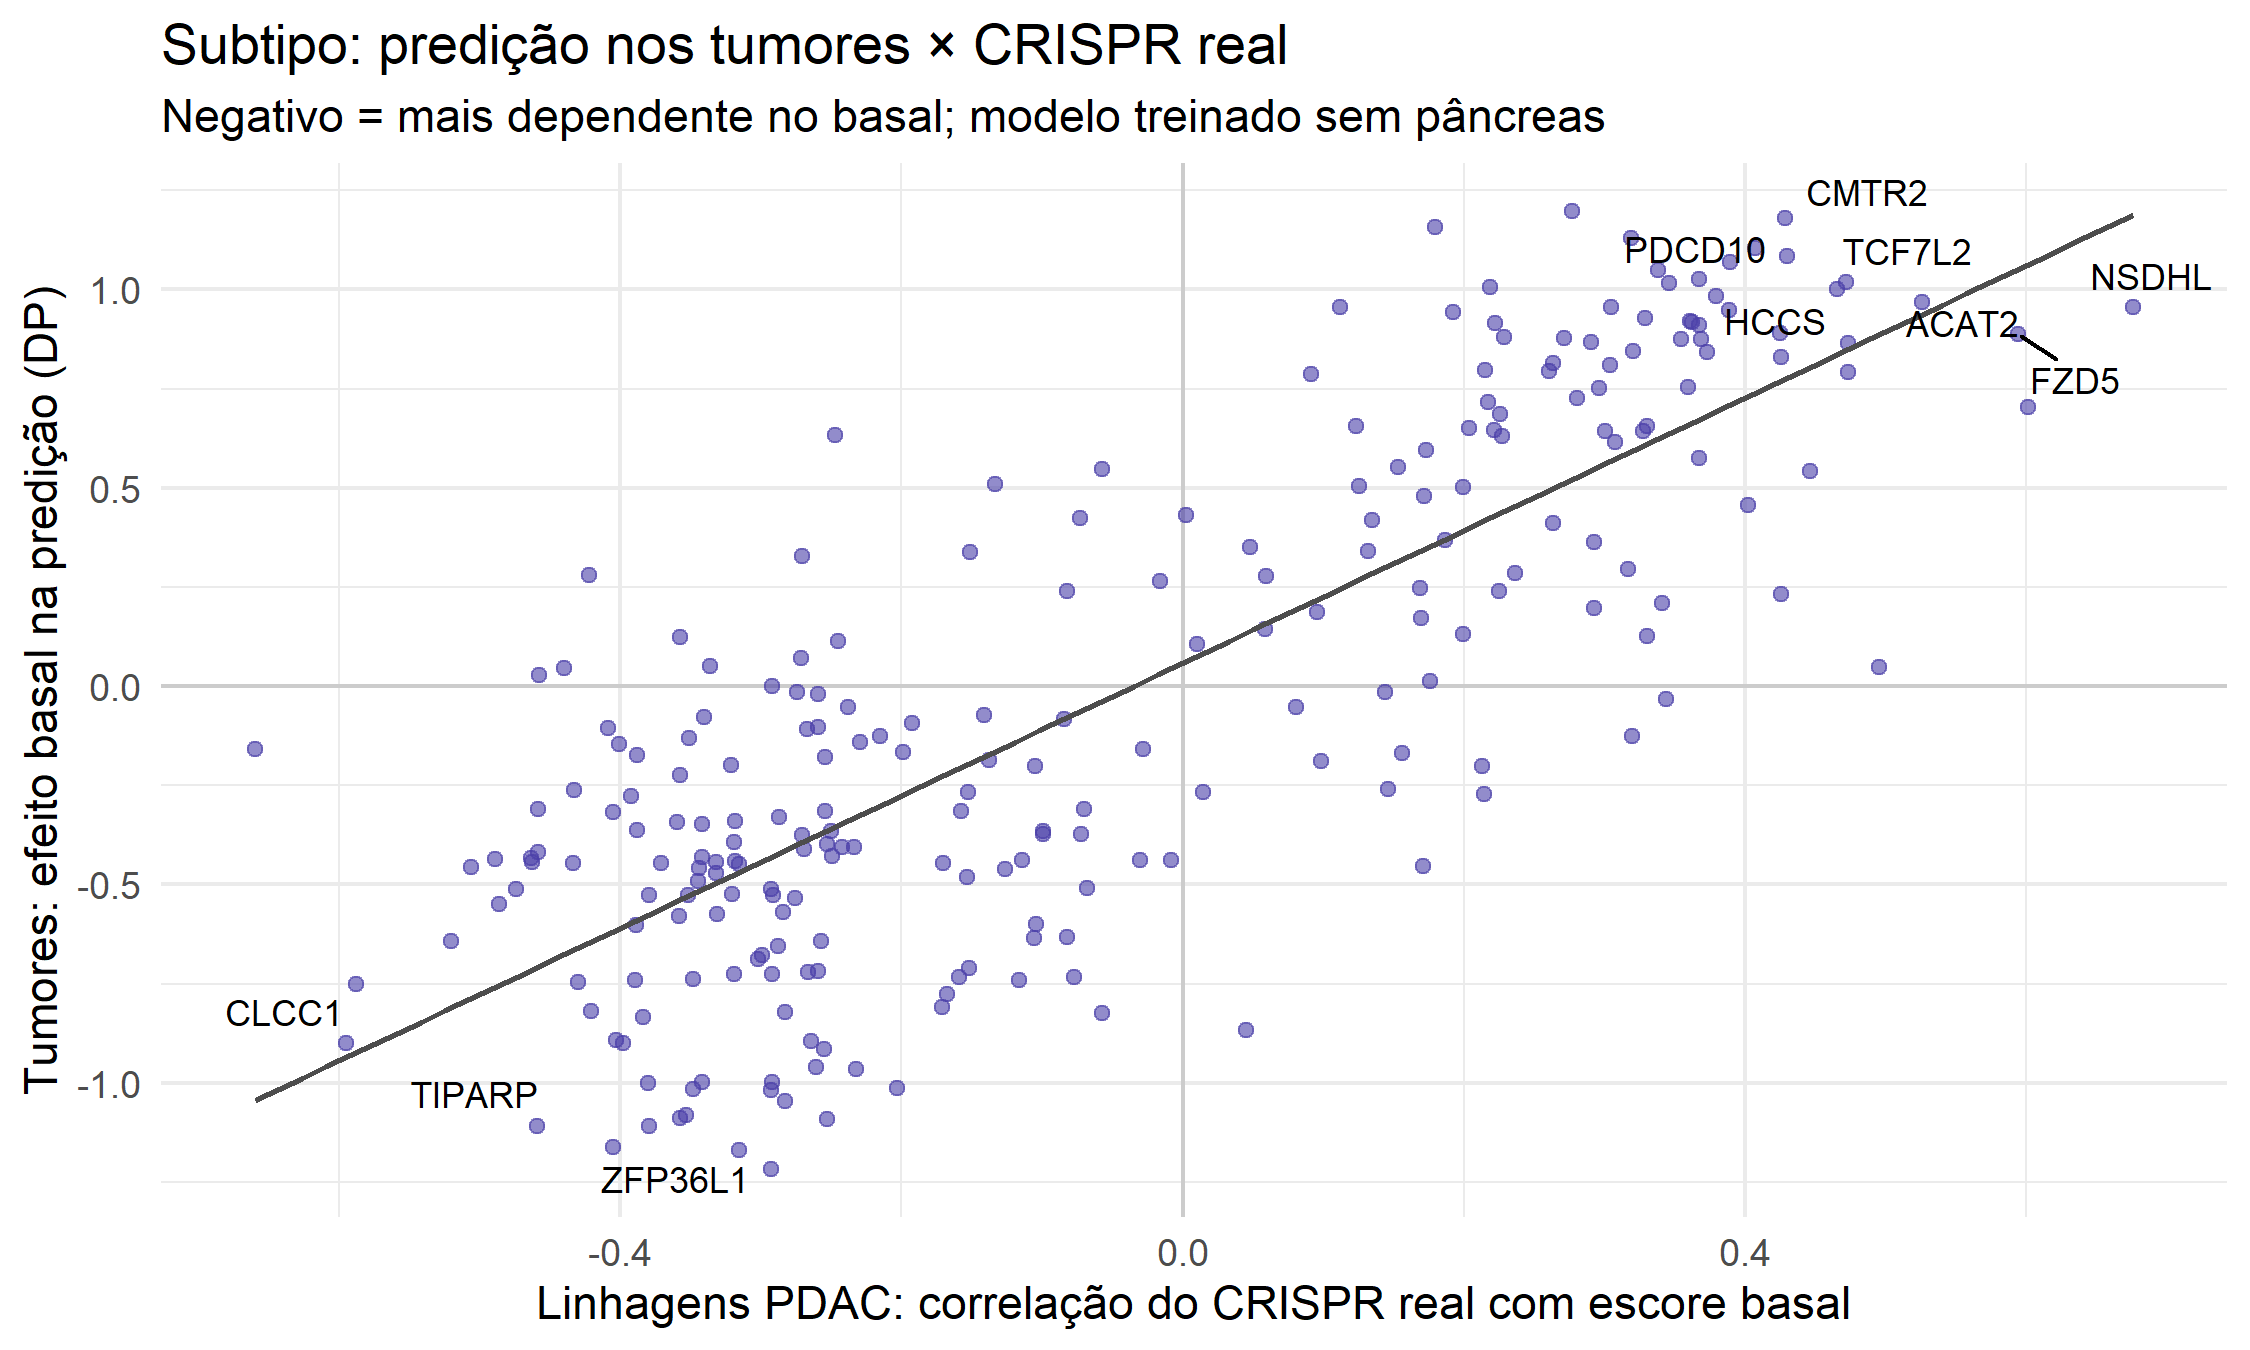 Subtipo: predição nos tumores × CRISPR real
Negativo = mais dependente no basal; modelo treinado sem pâncreas
Tumores: efeito basal na predição (DP)
1.0
0.5
0.0
-0.5
-1.0
CMTR2
PDCD10
TCF7L2
NSDHL
HCCS
ACAT2
FZD5
CLCC1
TIPARP
ZFP36L1
-0.4
0.0
0.4
Linhagens PDAC: correlação do CRISPR real com escore basal